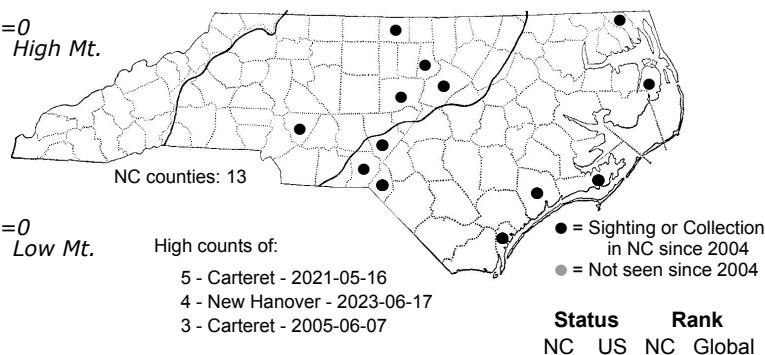 =0
High Mt.
NC counties: 13
=0
Low Mt.
High counts of:
5 - Carteret - 2021-05-16
4 - New Hanover - 2023-06-17
3 - Carteret - 2005-06-07
● = Sighting or Collection
in NC since 2004
● = Not seen since 2004
Status Rank
NC US NC Global